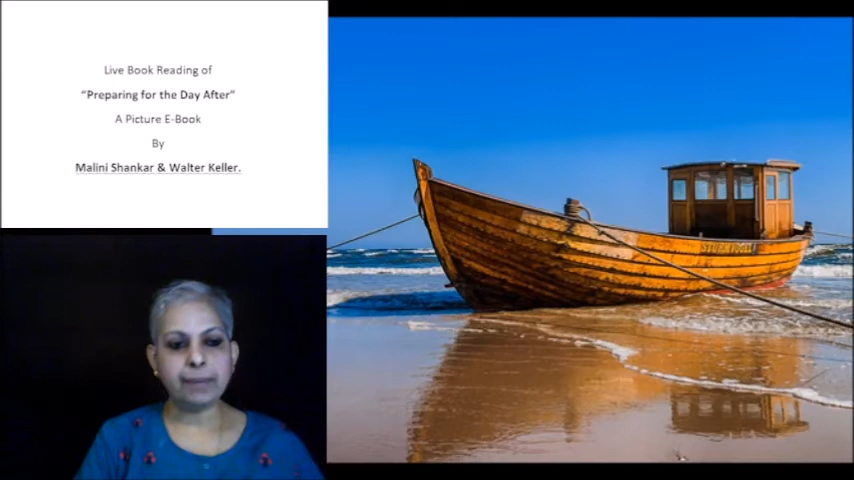 Live Book Reading of
“Preparing for the Day After”
A Picture E-Book
By
Malini Shankar & Walter Keller.